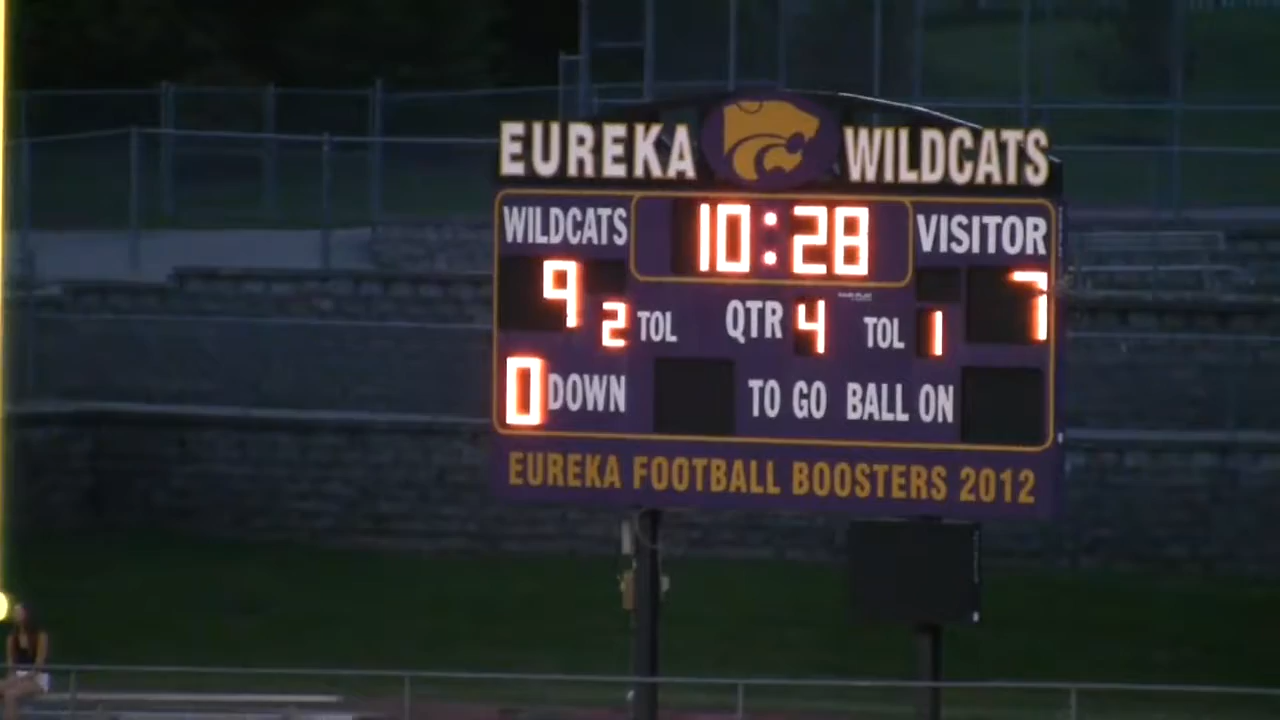 EUREKA WILDCATS
WILDCATS 10:28 VISITOR
9 7
2 TOL QTR 4 TOL 1
0 DOWN TO GO BALL ON
EUREKA FOOTBALL BOOSTERS 2012